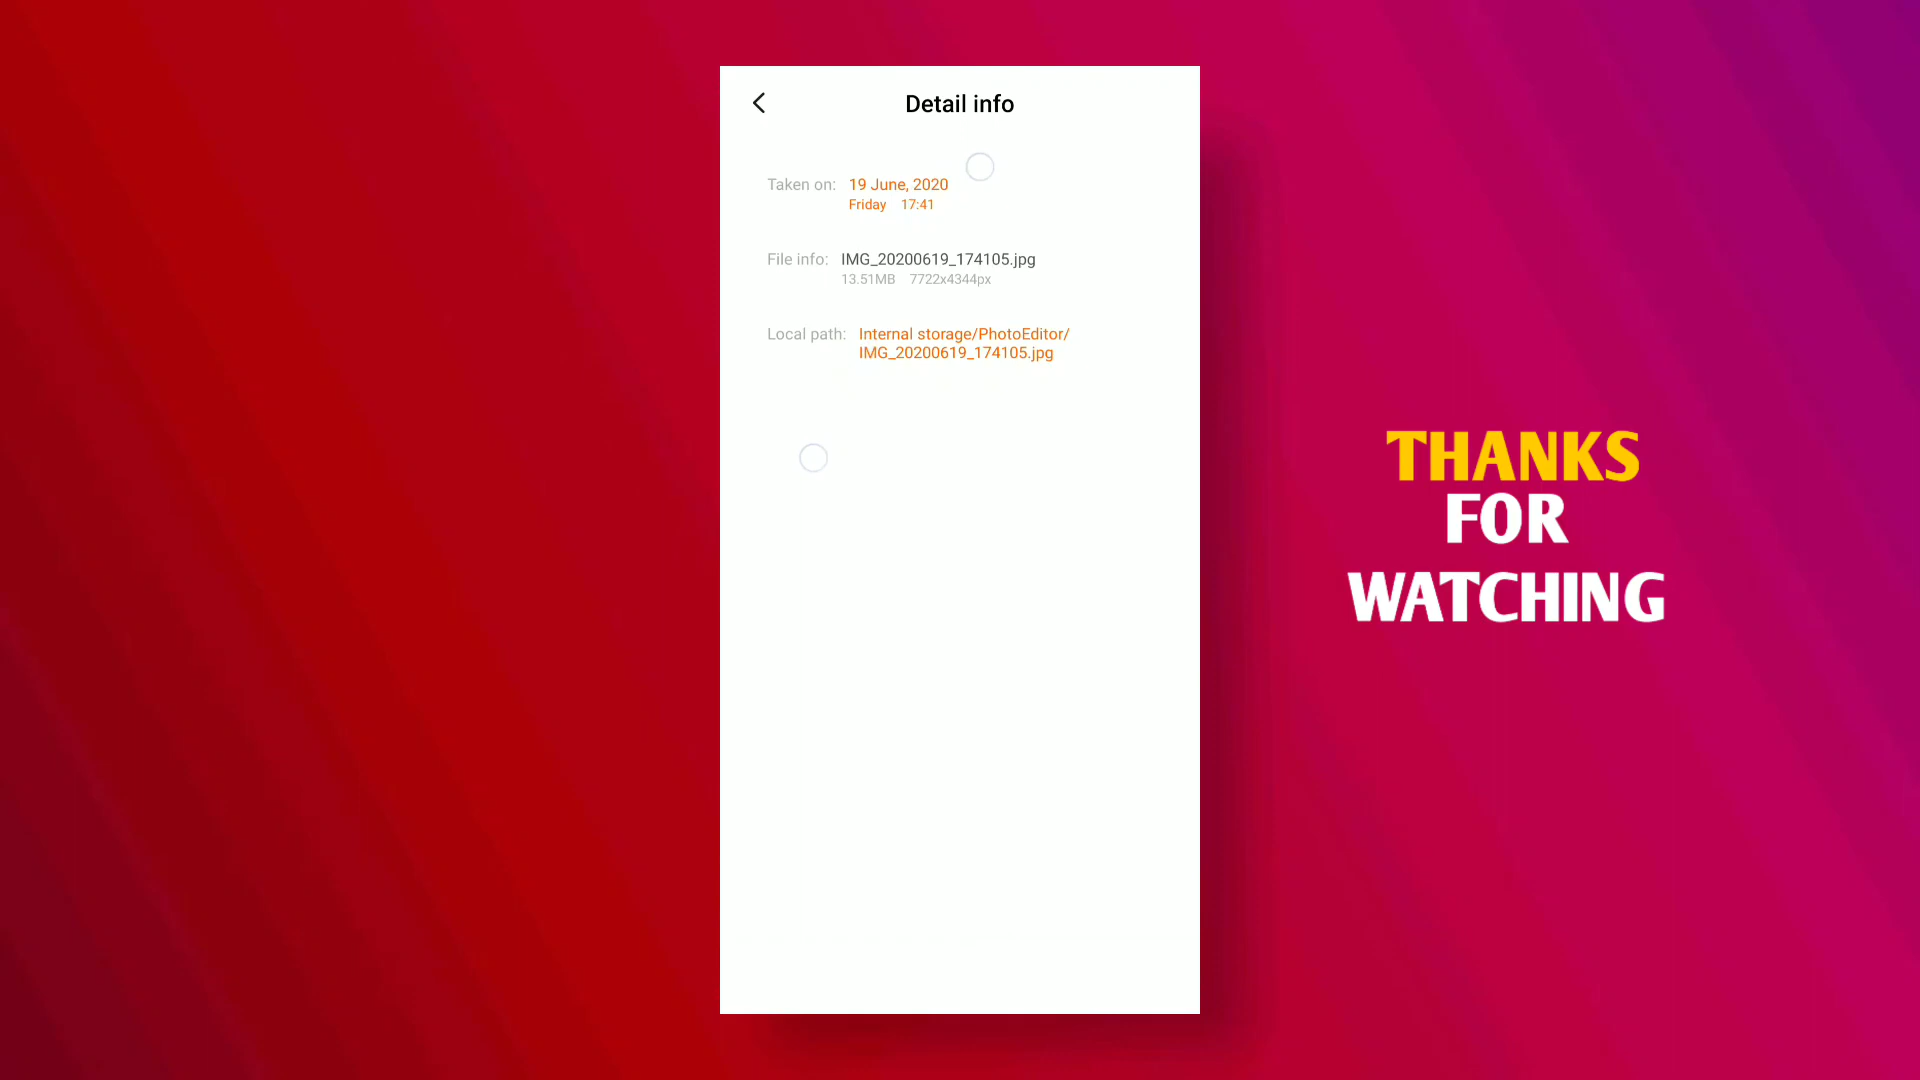 Detail info
Taken on: 19 June, 2020
Friday 17:41
File info: IMG_20200619_174105.jpg
13.51MB 7722x4344px
Local path: Internal storage/PhotoEditor/
IMG_20200619_174105.jpg
THANKS
FOR
WATCHING